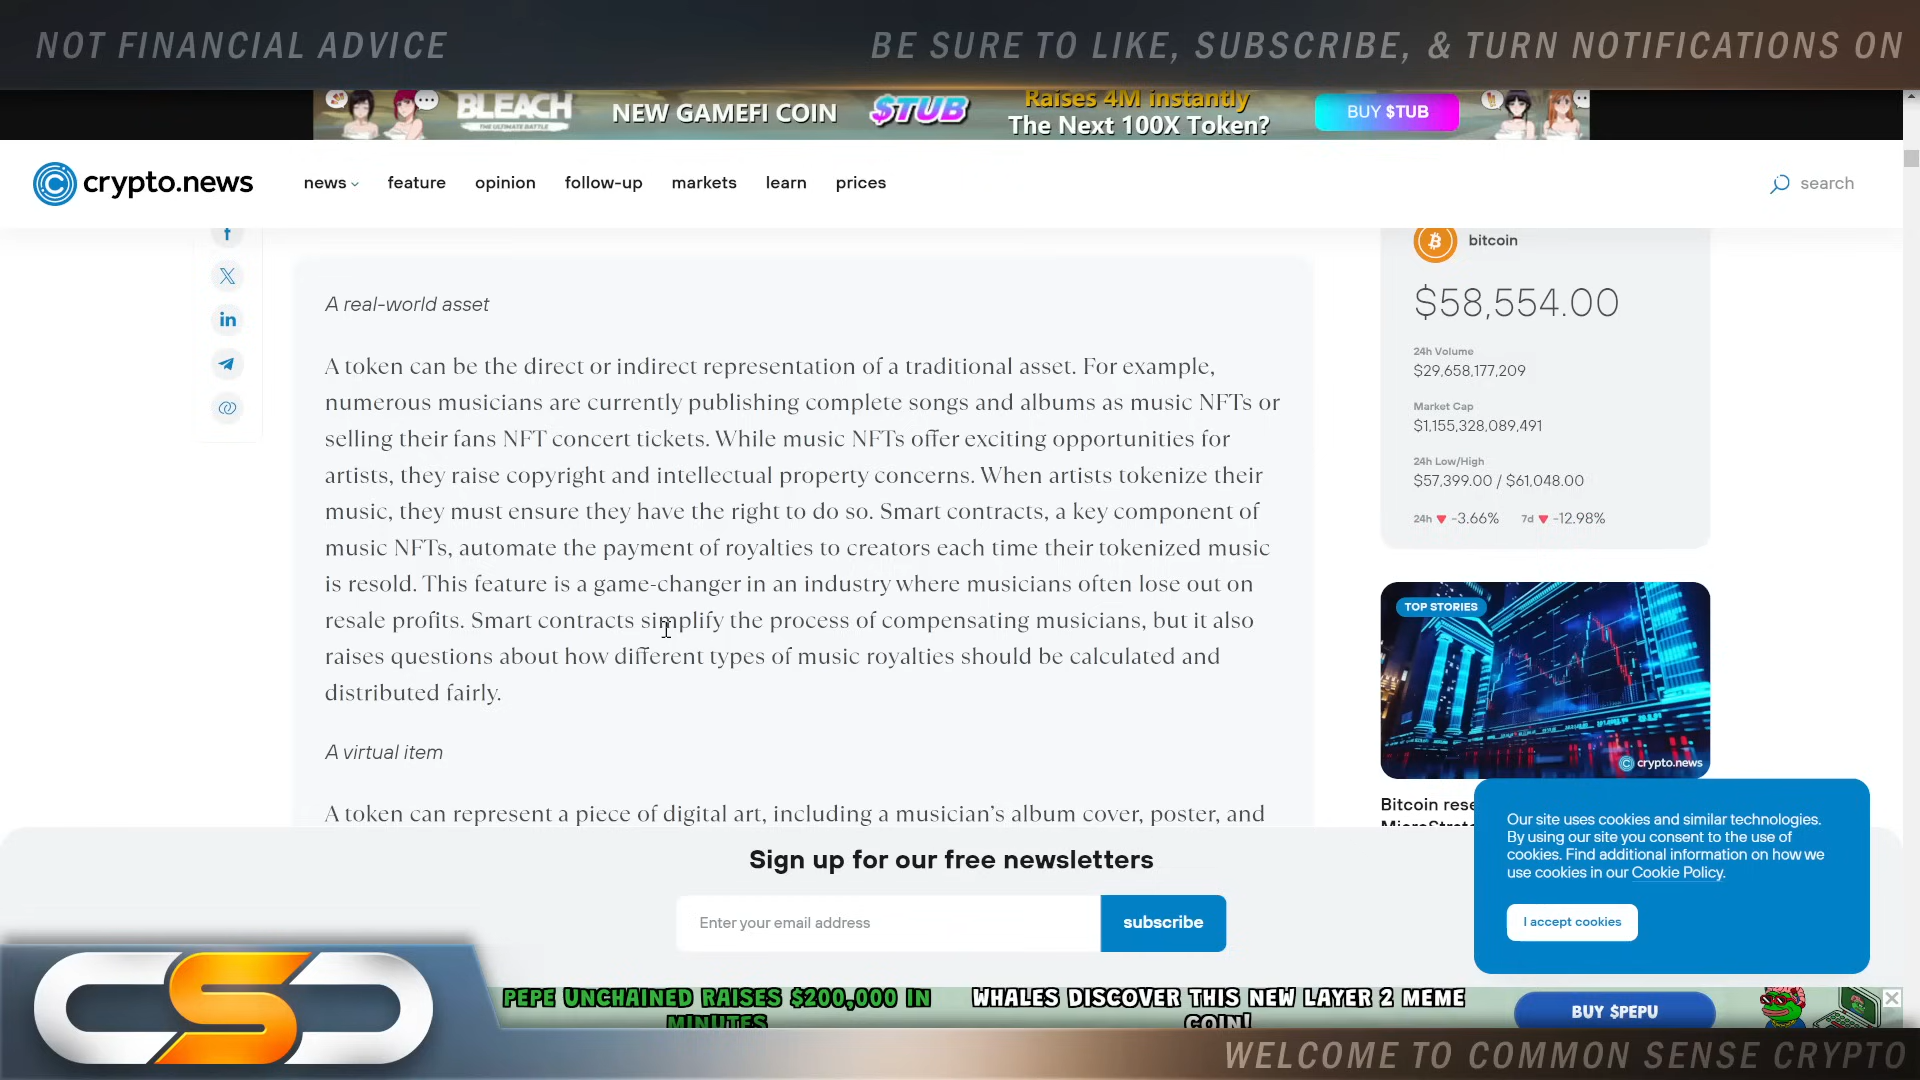 NOT FINANCIAL ADVICE
BE SURE TO LIKE, SUBSCRIBE, & TURN NOTIFICATIONS ON
BLEACH
THE ULTIMATE BATTLE
NEW GAMEFI COIN
$TUB
Raises 4M instantly
The Next 100X Token?
BUY $TUB
crypto.news
news
feature
opinion
follow-up
markets
learn
prices
search
A real-world asset
A token can be the direct or indirect representation of a traditional asset. For example,
numerous musicians are currently publishing complete songs and albums as music NFTs or
selling their fans NFT concert tickets. While music NFTs offer exciting opportunities for
artists, they raise copyright and intellectual property concerns. When artists tokenize their
music, they must ensure they have the right to do so. Smart contracts, a key component of
music NFTs, automate the payment of royalties to creators each time their tokenized music
is resold. This feature is a game-changer in an industry where musicians often lose out on
resale profits. Smart contracts simplify the process of compensating musicians, but it also
raises questions about how different types of music royalties should be calculated and
distributed fairly.
A virtual item
A token can represent a piece of digital art, including a musician's album cover, poster, and
bitcoin
$58,554.00
24h Volume
$29,658,177,209
Market Cap
$1,155,328,089,491
24h Low/High
$57,399.00 / $61,048.00
24h ▼ -3.66% 7d ▼ -12.98%
TOP STORIES
crypto.news
Bitcoin
Our site uses cookies and similar technologies.
By using our site you consent to the use of
cookies. Find additional information on how we
use cookies in our Cookie Policy.
I accept cookies
Sign up for our free newsletters
Enter your email address
subscribe
PEPE UNCHAINED RAISES $200,000 IN
MINUTES
WHALES DISCOVER THIS NEW LAYER 2 MEME
COIN!
BUY $PEPU
CSC
WELCOME TO COMMON SENSE CRYPTO